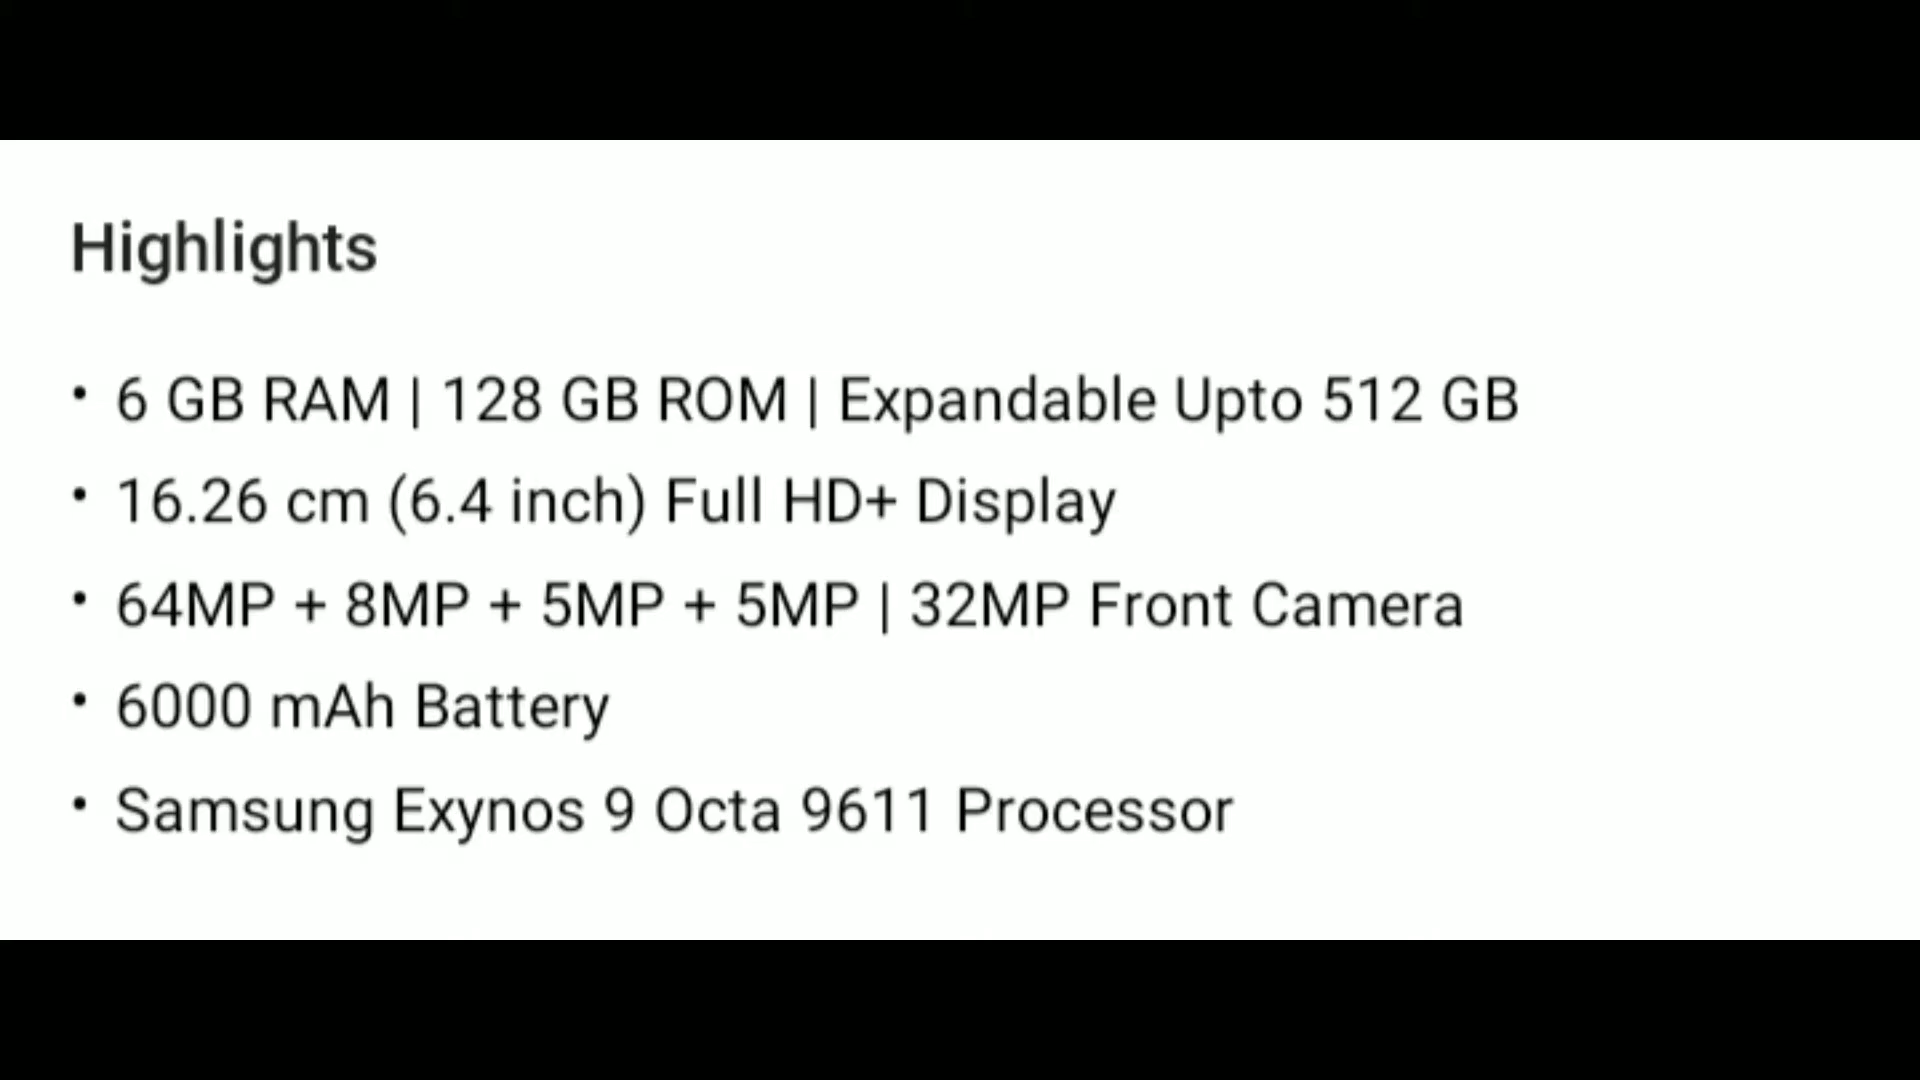 Highlights
• 6 GB RAM | 128 GB ROM | Expandable Upto 512 GB
• 16.26 cm (6.4 inch) Full HD+ Display
• 64MP + 8MP + 5MP + 5MP | 32MP Front Camera
• 6000 mAh Battery
• Samsung Exynos 9 Octa 9611 Processor